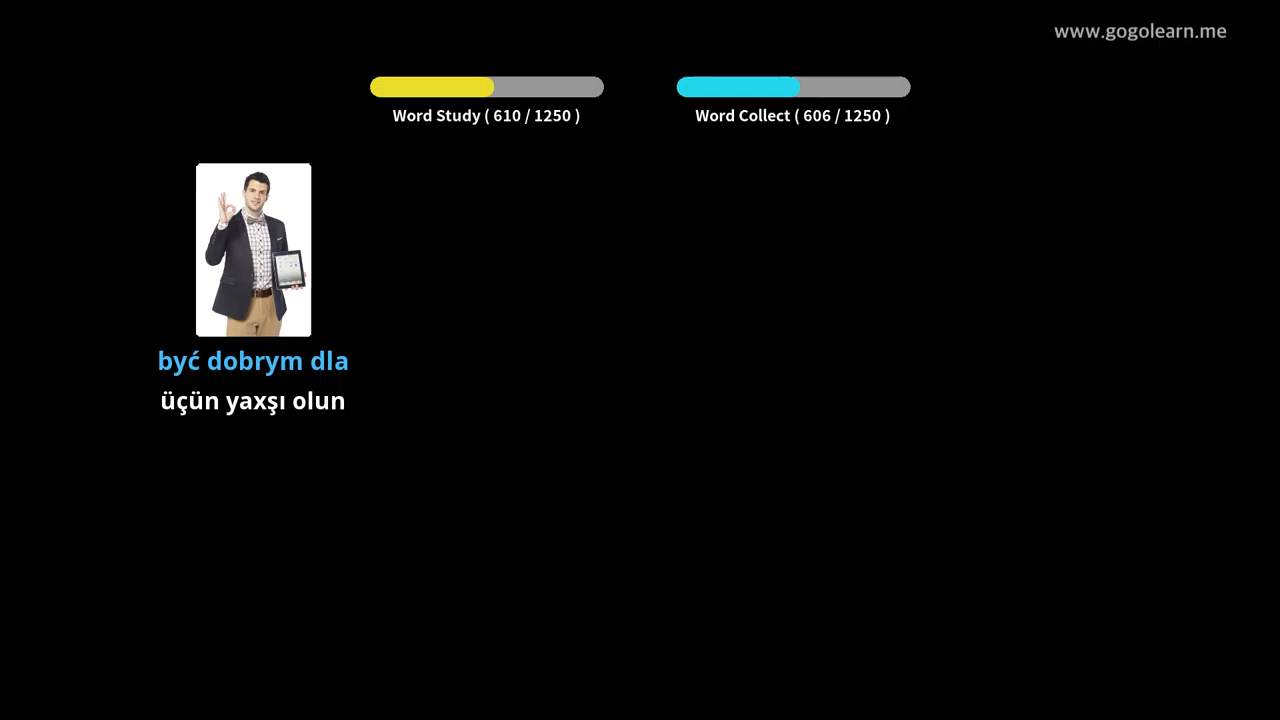 www.gogolearn.me
Word Study ( 610 / 1250 )
Word Collect ( 606 / 1250 )
być dobrym dla
üçün yaxşı olun